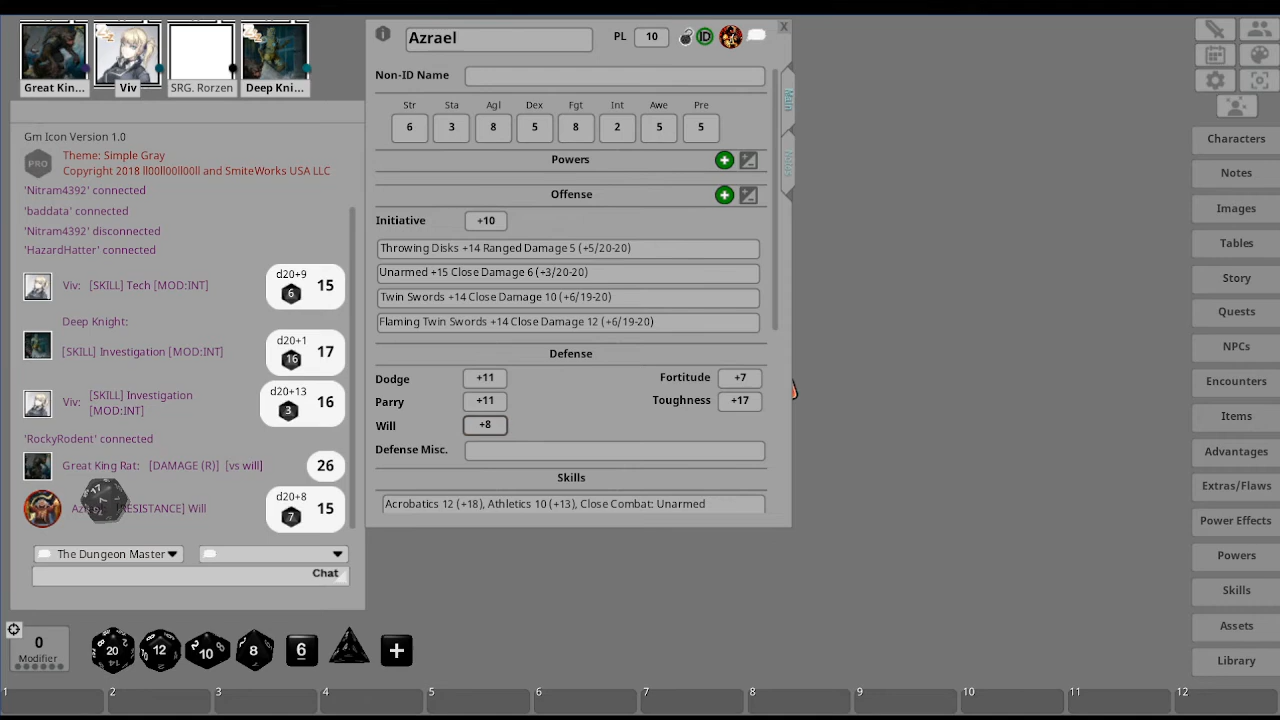 Great Kin...
Viv
SRG. Rorzen
Deep Kni...
Gm Icon Version 1.0
PRO
Theme: Simple Gray
Copyright 2018 ll00ll00ll00ll and SmiteWorks USA LLC
'Nitram4392' connected
'baddata' connected
'Nitram4392' disconnected
'HazardHatter' connected
Viv: [SKILL] Tech [MOD:INT]
d20+9
6
15
Deep Knight:
[SKILL] Investigation [MOD:INT]
d20+1
16
17
Viv: [SKILL] Investigation
[MOD:INT]
d20+13
3
16
'RockyRodent' connected
Great King Rat: [DAMAGE (R)] [vs will]
26
[RESISTANCE] Will
d20+8
7
15
The Dungeon Master
Chat
0
Modifier
20
12
10
8
6
+
Azrael
PL 10
ID
Non-ID Name
Str Sta Agl Dex Fgt Int Awe Pre
6 3 8 5 8 2 5 5
Powers
Offense
Initiative +10
Throwing Disks +14 Ranged Damage 5 (+5/20-20)
Unarmed +15 Close Damage 6 (+3/20-20)
Twin Swords +14 Close Damage 10 (+6/19-20)
Flaming Twin Swords +14 Close Damage 12 (+6/19-20)
Defense
Dodge +11 Fortitude +7
Parry +11 Toughness +17
Will +8
Defense Misc.
Skills
Acrobatics 12 (+18), Athletics 10 (+13), Close Combat: Unarmed
Main
Notes
X
Characters
Notes
Images
Tables
Story
Quests
NPCs
Encounters
Items
Advantages
Extras/Flaws
Power Effects
Powers
Skills
Assets
Library
1 2 3 4 5 6 7 8 9 10 11 12